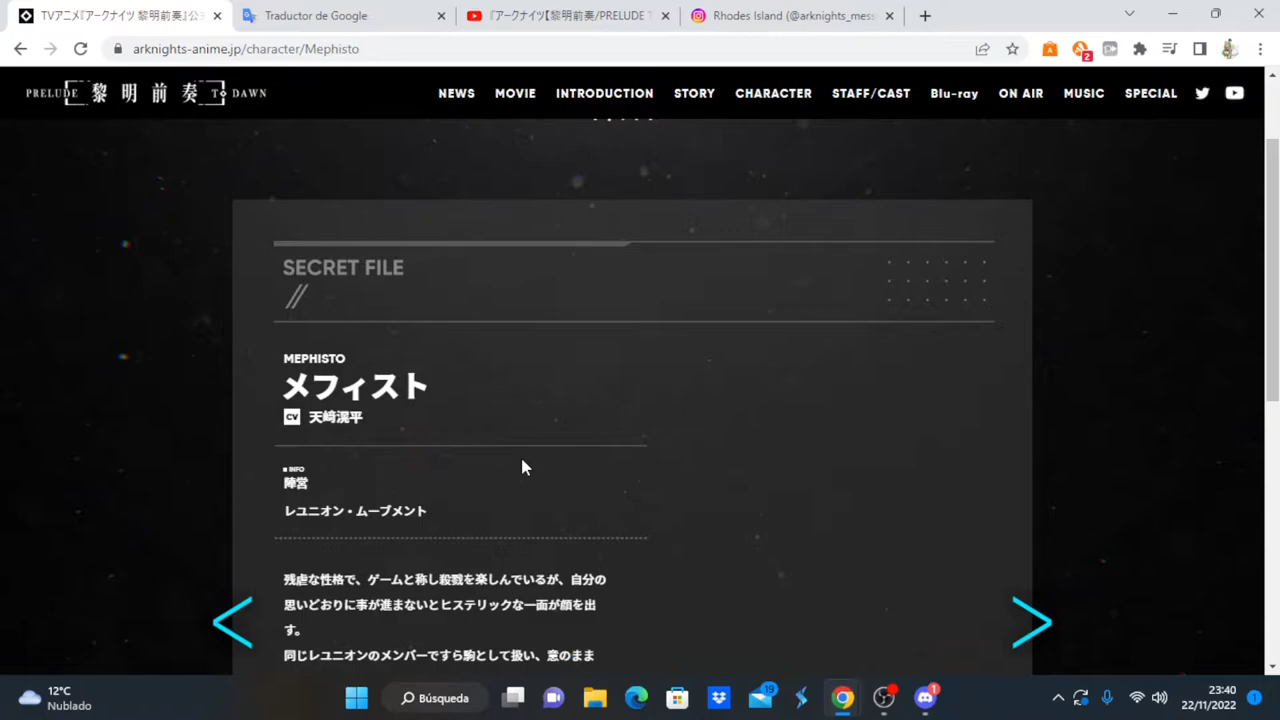 TVアニメ『アークナイツ 黎明前奏』公式
Traductor de Google
『アークナイツ【黎明前奏/PRELUDE T
Rhodes Island (@arknights_mess
arknights-anime.jp/character/Mephisto
2
PRELUDE 黎明前奏 TO DAWN
NEWS MOVIE INTRODUCTION STORY CHARACTER STAFF/CAST Blu-ray ON AIR MUSIC SPECIAL
SECRET FILE
//
MEPHISTO
メフィスト
CV 天﨑滉平
INFO
陣営
レユニオン・ムーブメント
残虐な性格で、ゲームと称し殺戮を楽しんでいるが、自分の
思いどおりに事が進まないとヒステリックな一面が顔を出
す。
同じレユニオンのメンバーですら駒として扱い、意のまま
12°C
Nublado
Búsqueda
19
1
23:40
22/11/2022
1